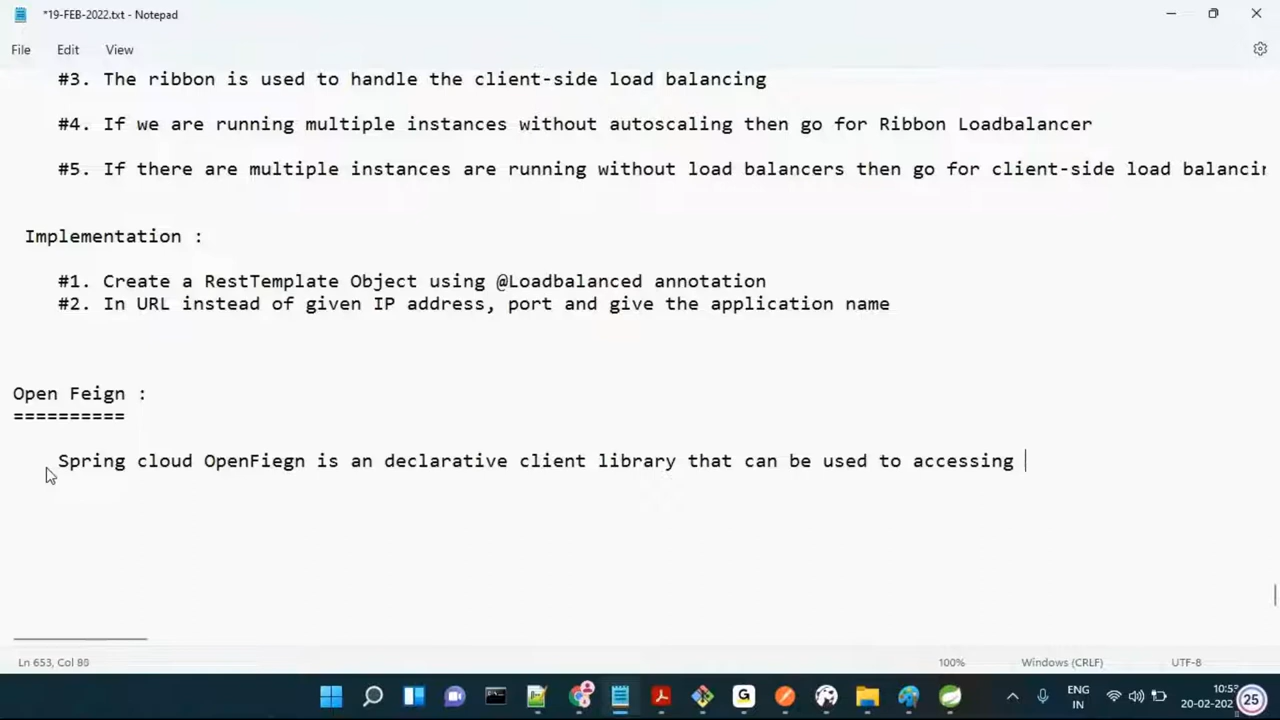 *19-FEB-2022.txt - Notepad
File Edit View
#3. The ribbon is used to handle the client-side load balancing
#4. If we are running multiple instances without autoscaling then go for Ribbon Loadbalancer
#5. If there are multiple instances are running without load balancers then go for client-side load balancin
Implementation :
#1. Create a RestTemplate Object using @Loadbalanced annotation
#2. In URL instead of given IP address, port and give the application name
Open Feign :
==========
Spring cloud OpenFiegn is an declarative client library that can be used to accessing
Ln 653, Col 88 100% Windows (CRLF) UTF-8
ENG
IN
10:5
20-02-202
25